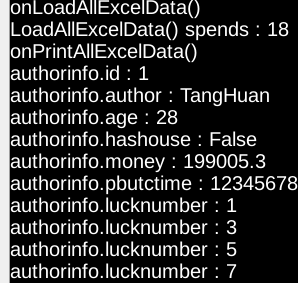 onLoadAllExcelData()
LoadAllExcelData() spends : 18
onPrintAllExcelData()
authorinfo.id : 1
authorinfo.author : TangHuan
authorinfo.age : 28
authorinfo.hashouse : False
authorinfo.money : 199005.3
authorinfo.pbutctime : 12345678
authorinfo.lucknumber : 1
authorinfo.lucknumber : 3
authorinfo.lucknumber : 5
authorinfo.lucknumber : 7